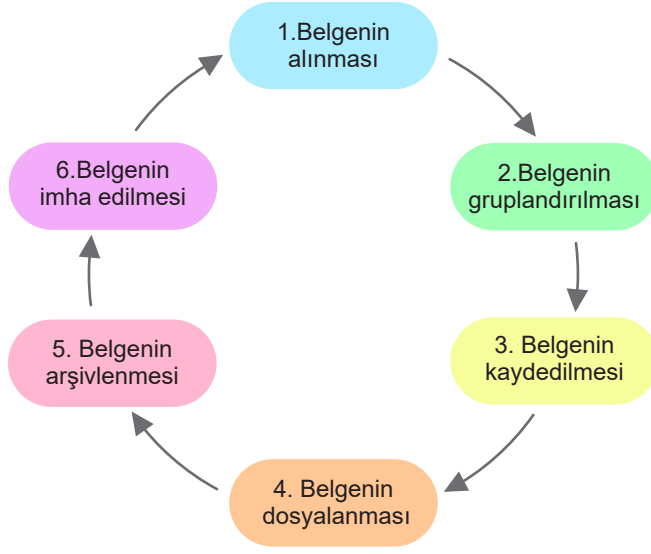 1.Belgenin
alınması
2.Belgenin
gruplandırılması
3. Belgenin
kaydedilmesi
4. Belgenin
dosyalanması
5. Belgenin
arşivlenmesi
6.Belgenin
imha edilmesi